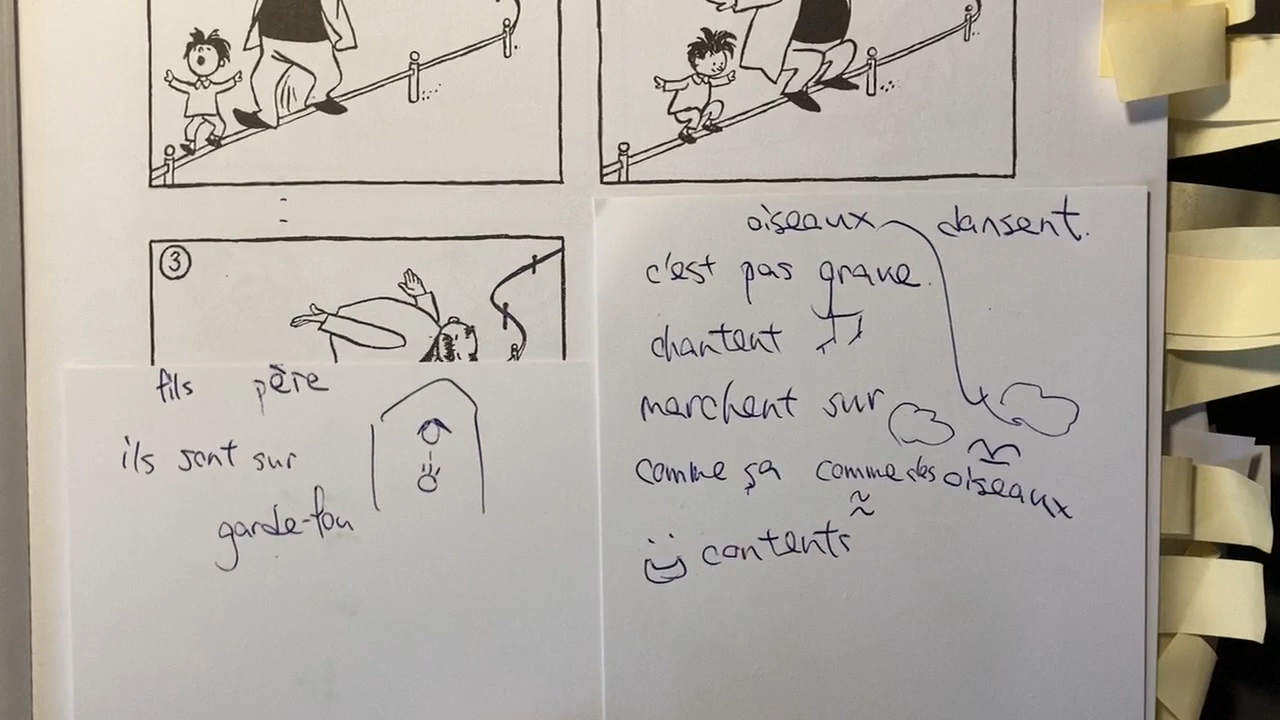 ③
fils père
ils sont sur
garde-fou
oiseaux dansent.
c'est pas grave.
chantent
marchent sur
comme ça comme des oiseaux
contents